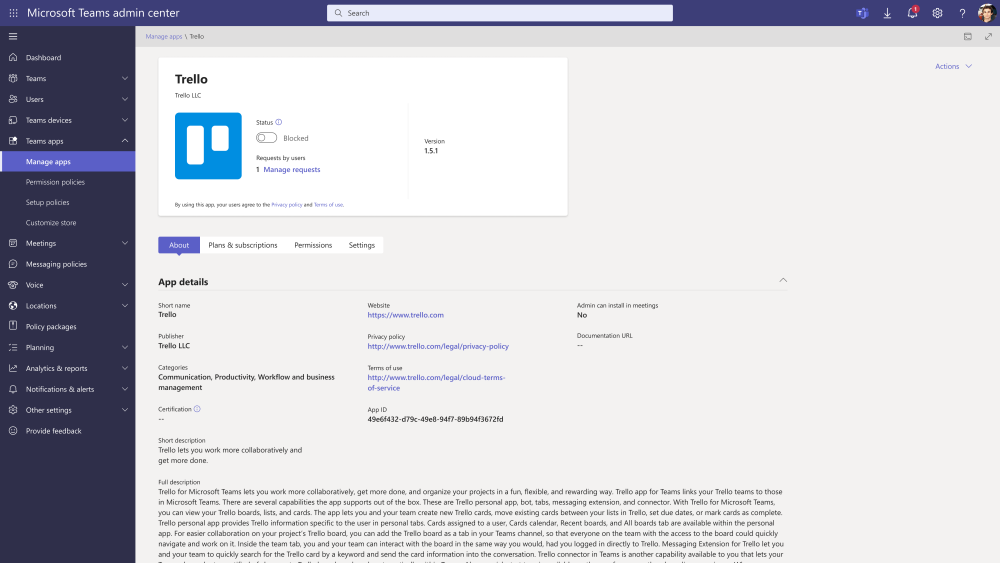 Microsoft Teams admin center
Search
1
Dashboard
Teams
Users
Teams devices
Teams apps
Manage apps
Permission policies
Setup policies
Customize store
Meetings
Messaging policies
Voice
Locations
Policy packages
Planning
Analytics & reports
Notifications & alerts
Other settings
Provide feedback
Manage apps \ Trello
Actions
Trello
Trello LLC
Status
Blocked
Requests by users
1 Manage requests
Version
1.5.1
By using this app, your users agree to the Privacy policy and Terms of use.
About Plans & subscriptions Permissions Settings
App details
Short name
Trello
Publisher
Trello LLC
Categories
Communication, Productivity, Workflow and business
management
Certification
--
Website
https://www.trello.com
Privacy policy
http://www.trello.com/legal/privacy-policy
Terms of use
http://www.trello.com/legal/cloud-terms-
of-service
App ID
49e6f432-d79c-49e8-94f7-89b94f3672fd
Admin can install in meetings
No
Documentation URL
--
Short description
Trello lets you work more collaboratively and
get more done.
Full description
Trello for Microsoft Teams lets you work more collaboratively, get more done, and organize your projects in a fun, flexible, and rewarding way. Trello app for Teams links your Trello teams to those
in Microsoft Teams. There are several capabilities the app supports out of the box. These are Trello personal app, bot, tabs, messaging extension, and connector. With Trello for Microsoft Teams,
you can view your Trello boards, lists, and cards. The app lets you and your team create new Trello cards, move existing cards between your lists in Trello, set due dates, or mark cards as complete.
Trello personal app provides Trello information specific to the user in personal tabs. Cards assigned to a user, Cards calendar, Recent boards, and All boards tab are available within the personal
app. For easier collaboration on your project's Trello board, you can add the Trello board as a tab in your Teams channel, so that everyone on the team with the access to the board could quickly
navigate and work on it. Inside the team tab, you and your team can interact with the board in the same way you would, had you logged in directly to Trello. Messaging Extension for Trello let you
and your team to quickly search for the Trello card by a keyword and send the card information into the conversation. Trello connector in Teams is another capability available to you that lets your